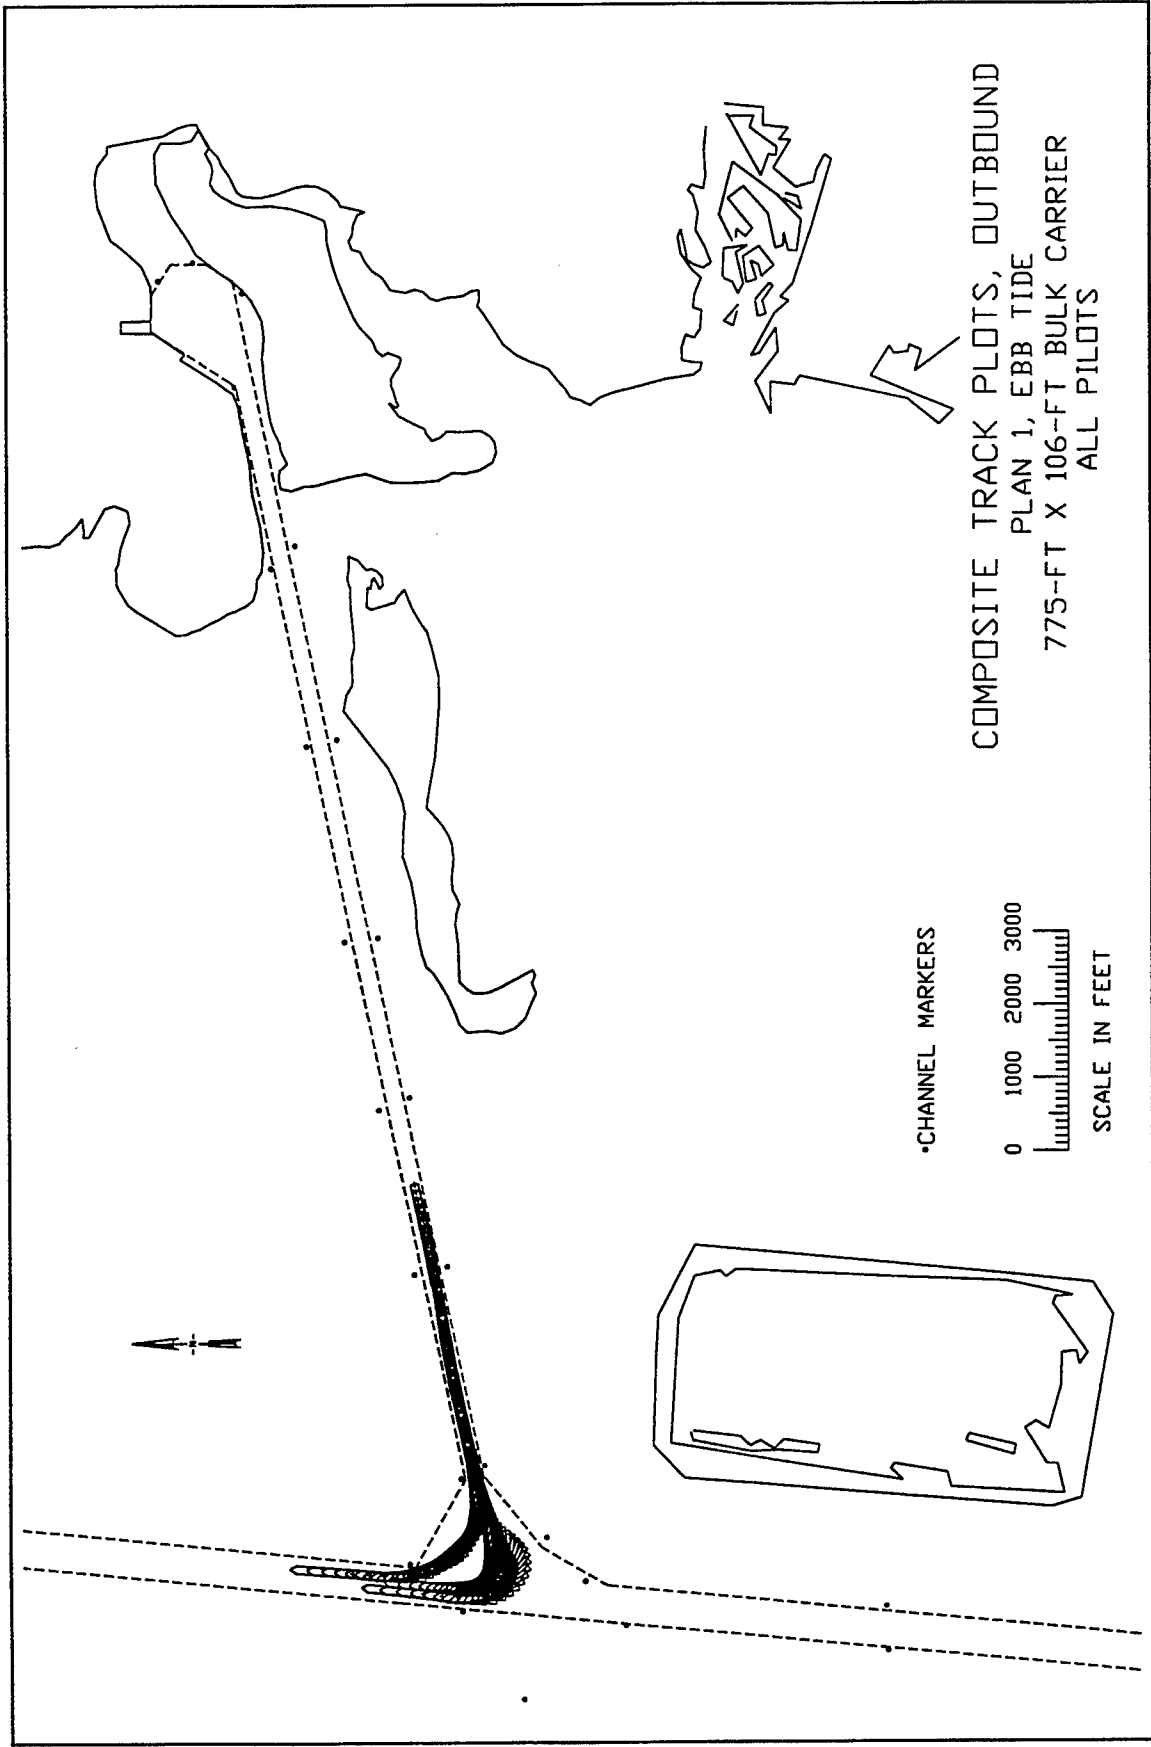 COMPOSITE TRACK PLOTS, OUTBOUND
PLAN 1, EBB TIDE
775-FT X 106-FT BULK CARRIER
ALL PILOTS
•CHANNEL MARKERS
0 1000 2000 3000
SCALE IN FEET